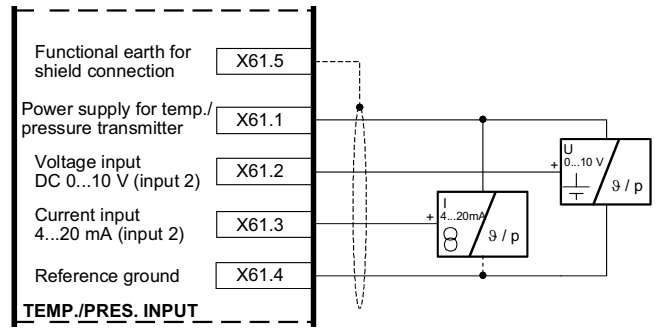 Functional earth for
shield connection
X61.5
Power supply for temp./
pressure transmitter
X61.1
Voltage input
DC 0...10 V (input 2)
X61.2
Current input
4...20 mA (input 2)
X61.3
Reference ground
X61.4
TEMP./PRES. INPUT
U
0...10 V
+
ϑ / p
I
4...20mA
+
ϑ / p